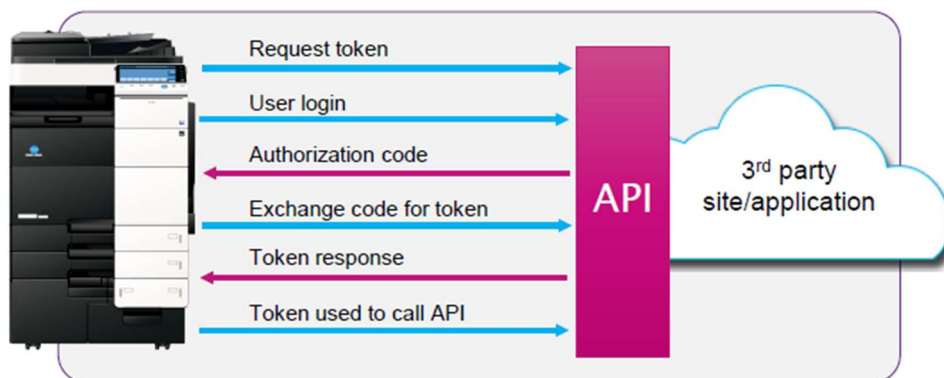 Request token
User login
Authorization code
Exchange code for token
Token response
Token used to call API
API
3rd party
site/application